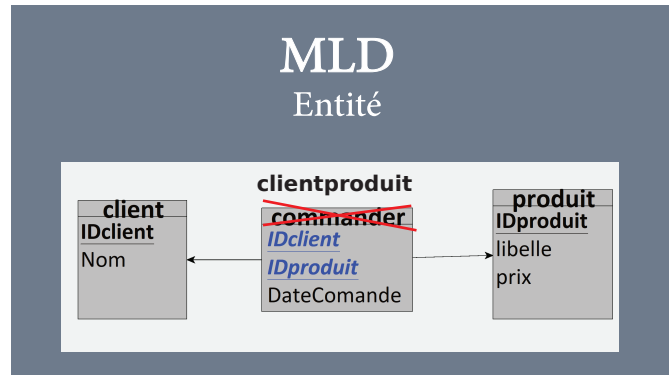 MLD
Entité
clientproduit
client
IDclient
Nom
commander
IDclient
IDproduit
DateComande
produit
IDproduit
libelle
prix